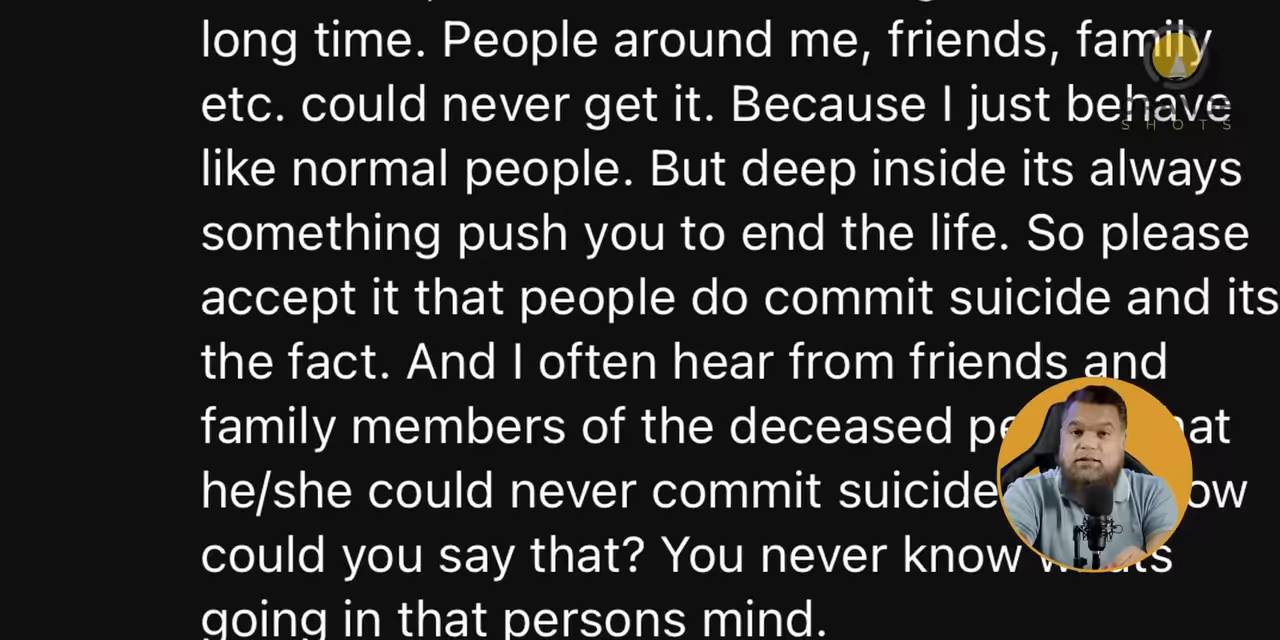 long time. People around me, friends, family
etc. could never get it. Because I just behave
like normal people. But deep inside its always
something push you to end the life. So please
accept it that people do commit suicide and its
the fact. And I often hear from friends and
family members of the deceased
he/she could never commit suicide
could you say that? You never know
going in that persons mind.
SHOTS